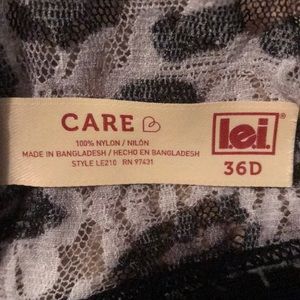 CARE
100% NYLON / NILÓN
MADE IN BANGLADESH / HECHO EN BANGLADESH
STYLE LE210 RN 97431
l.e.i.®
36D